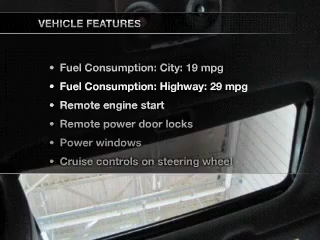 VEHICLE FEATURES
• Fuel Consumption: City: 19 mpg
• Fuel Consumption: Highway: 29 mpg
• Remote engine start
• Remote power door locks
• Power windows
• Cruise controls on steering wheel